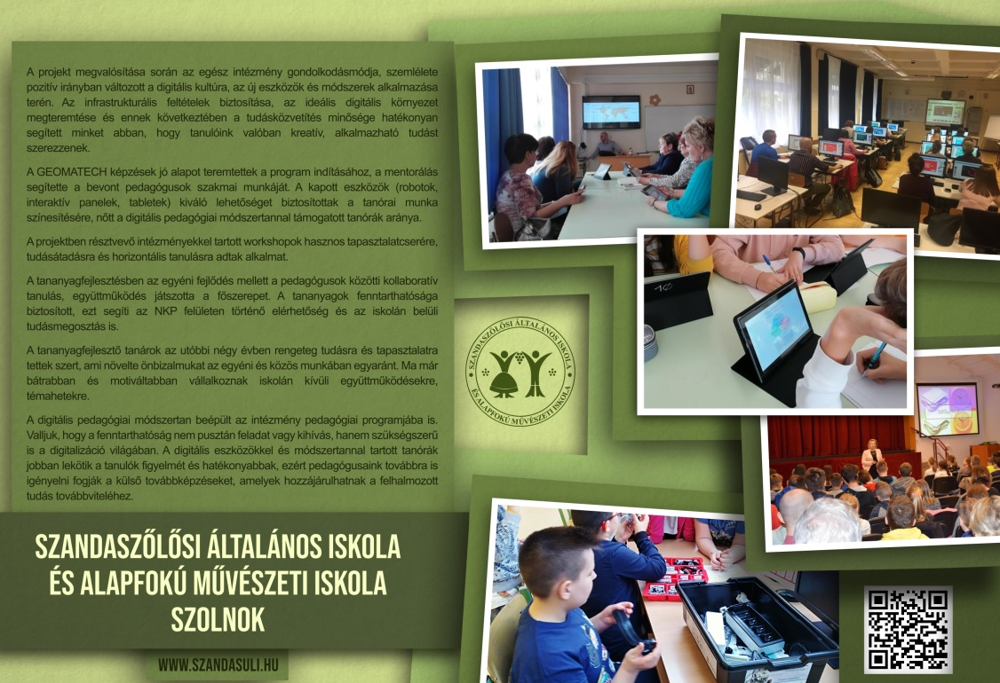 A projekt megvalósítása során az egész intézmény gondolkodásmódja, szemlélete
pozitív irányban változott a digitális kultúra, az új eszközök és módszerek alkalmazása
terén. Az infrastrukturális feltételek biztosítása, az ideális digitális környezet
megteremtése és ennek következtében a tudásközvetítés minősége hatékonyan
segített minket abban, hogy tanulóink valóban kreatív, alkalmazható tudást
szerezzenek.
A GEOMATECH képzések jó alapot teremtettek a program indításához, a mentorálás
segítette a bevont pedagógusok szakmai munkáját. A kapott eszközök (robotok,
interaktív panelek, tabletek) kiváló lehetőséget biztosítottak a tanórai munka
színesítésére, nőtt a digitális pedagógiai módszertannal támogatott tanórák aránya.
A projektben résztvevő intézményekkel tartott workshopok hasznos tapasztalatcserére,
tudásátadásra és horizontális tanulásra adtak alkalmat.
A tananyagfejlesztésben az egyéni fejlődés mellett a pedagógusok közötti kollaboratív
tanulás, együttműködés játszotta a főszerepet. A tananyagok fenntarthatósága
biztosított, ezt segíti az NKP felületen történő elérhetőség és az iskolán belüli
tudásmegosztás is.
A tananyagfejlesztő tanárok az utóbbi négy évben rengeteg tudásra és tapasztalatra
tettek szert, ami növelte önbizalmukat az egyéni és közös munkában egyaránt. Ma már
bátrabban és motiváltabban vállalkoznak iskolán kívüli együttműködésekre,
témahetekre.
A digitális pedagógiai módszertan beépült az intézmény pedagógiai programjába is.
Valljuk, hogy a fenntarthatóság nem pusztán feladat vagy kihívás, hanem szükségszerű
is a digitalizáció világában. A digitális eszközökkel és módszertannal tartott tanórák
jobban lekötik a tanulók figyelmét és hatékonyabbak, ezért pedagógusaink továbbra is
igényelni fogják a külső továbbképzéseket, amelyek hozzájárulhatnak a felhalmozott
tudás továbbviteléhez.
SZANDASZŐLŐSI ÁLTALÁNOS ISKOLA
ÉS ALAPFOKÚ MŰVÉSZETI ISKOLA
SZOLNOK
WWW.SZANDASULI.HU
SZANDASZŐLŐSI ÁLTALÁNOS ISKOLA
ÉS ALAPFOKÚ MŰVÉSZETI ISKOLA